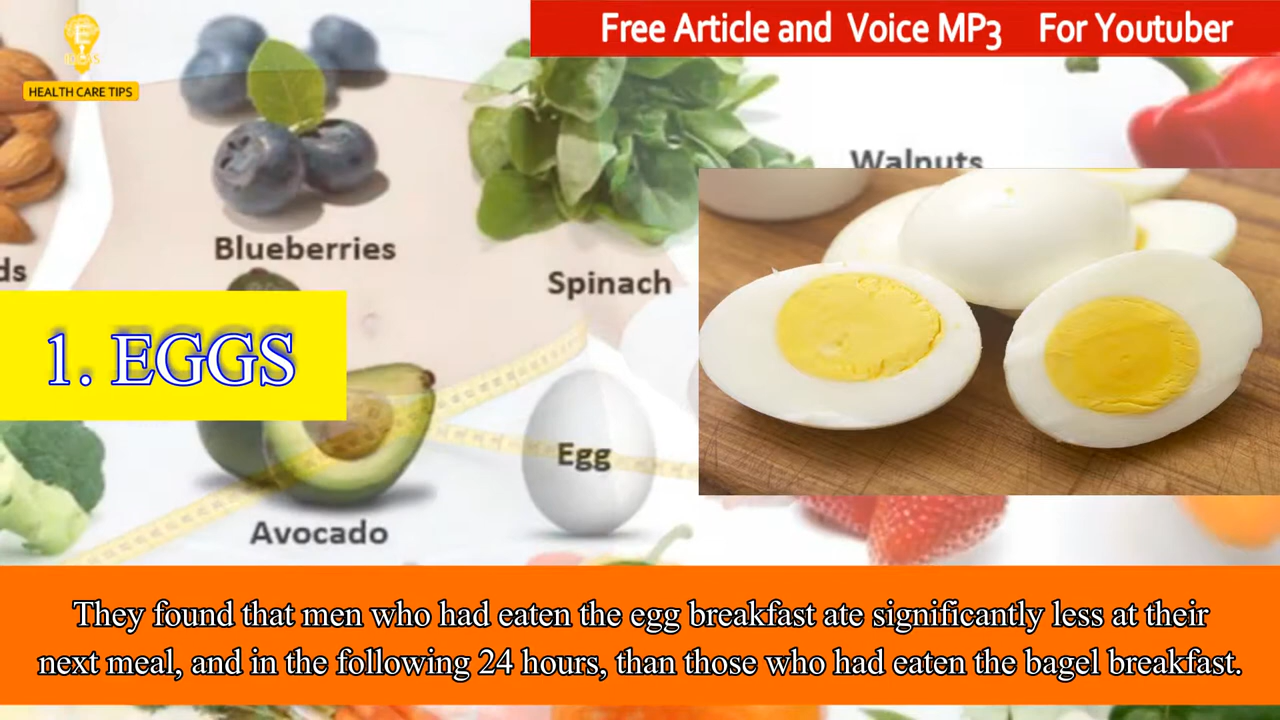 Free Article and Voice MP3 For Youtuber
E
IDEAS
HEALTH CARE TIPS
Walnuts
Blueberries
ds
Spinach
1. EGGS
Egg
Avocado
They found that men who had eaten the egg breakfast ate significantly less at their
next meal, and in the following 24 hours, than those who had eaten the bagel breakfast.